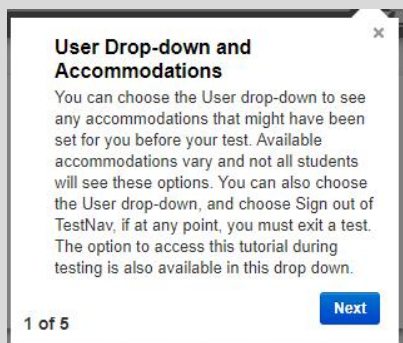 ×
User Drop-down and
Accommodations
You can choose the User drop-down to see
any accommodations that might have been
set for you before your test. Available
accommodations vary and not all students
will see these options. You can also choose
the User drop-down, and choose Sign out of
TestNav, if at any point, you must exit a test.
The option to access this tutorial during
testing is also available in this drop down.
Next
1 of 5